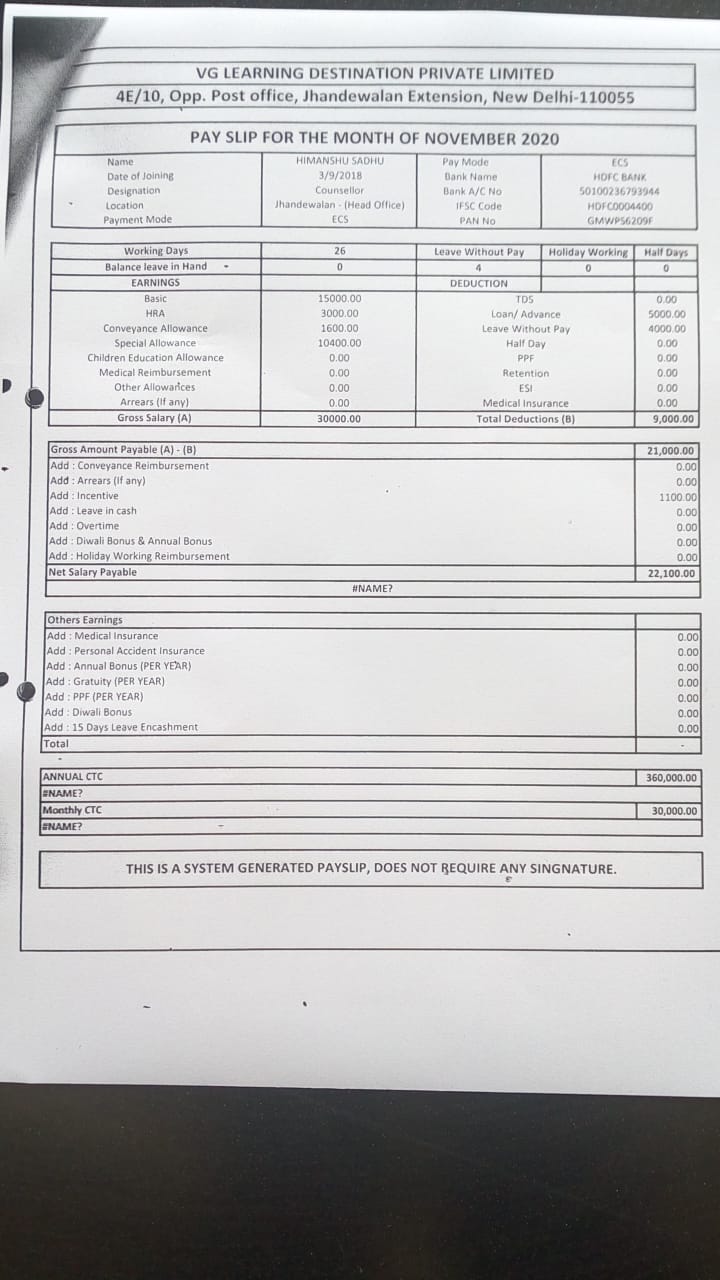 VG LEARNING DESTINATION PRIVATE LIMITED
4E/10, Opp. Post office, Jhandewalan Extension, New Delhi-110055
PAY SLIP FOR THE MONTH OF NOVEMBER 2020
Name HIMANSHU SADHU Pay Mode ECS
Date of Joining 3/9/2018 Bank Name HDFC BANK
Designation Counsellor Bank A/C No 50100236793944
Location Jhandewalan - (Head Office) IFSC Code HDFC0004400
Payment Mode ECS PAN No GMWPS6209F
Working Days 26 Leave Without Pay Holiday Working Half Days
Balance leave in Hand - 0 4 0 0
EARNINGS DEDUCTION
Basic 15000.00 TDS 0.00
HRA 3000.00 Loan/ Advance 5000.00
Conveyance Allowance 1600.00 Leave Without Pay 4000.00
Special Allowance 10400.00 Half Day 0.00
Children Education Allowance 0.00 PPF 0.00
Medical Reimbursement 0.00 Retention 0.00
Other Allowances 0.00 ESI 0.00
Arrears (If any) 0.00 Medical Insurance 0.00
Gross Salary (A) 30000.00 Total Deductions (B) 9,000.00
Gross Amount Payable (A) - (B) 21,000.00
Add : Conveyance Reimbursement 0.00
Add : Arrears (If any) 0.00
Add : Incentive 1100.00
Add : Leave in cash 0.00
Add : Overtime 0.00
Add : Diwali Bonus & Annual Bonus 0.00
Add : Holiday Working Reimbursement 0.00
Net Salary Payable 22,100.00
#NAME?
Others Earnings
Add : Medical Insurance 0.00
Add : Personal Accident Insurance 0.00
Add : Annual Bonus (PER YEAR) 0.00
Add : Gratuity (PER YEAR) 0.00
Add : PPF (PER YEAR) 0.00
Add : Diwali Bonus 0.00
Add : 15 Days Leave Encashment 0.00
Total -
ANNUAL CTC 360,000.00
#NAME?
Monthly CTC 30,000.00
#NAME?
THIS IS A SYSTEM GENERATED PAYSLIP, DOES NOT REQUIRE ANY SINGNATURE.